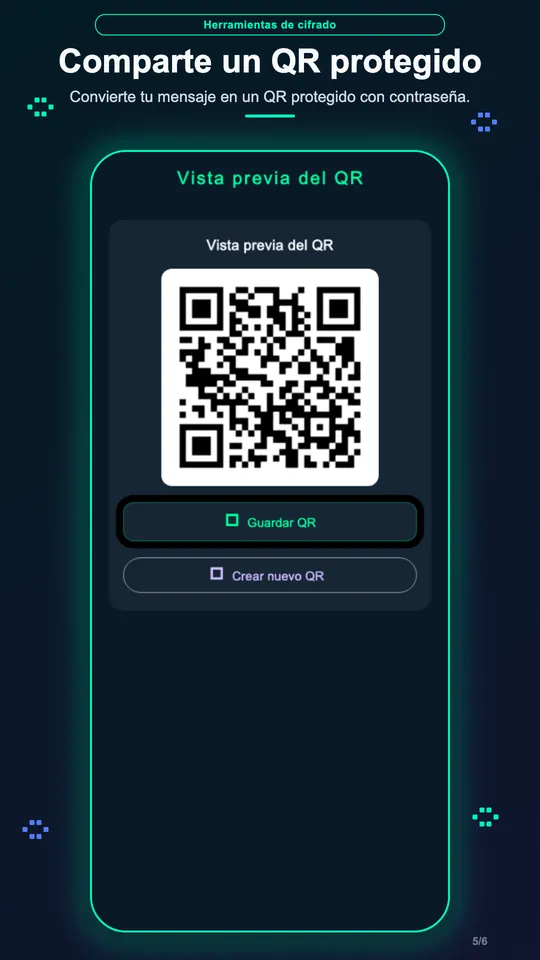 Herramientas de cifrado
Comparte un QR protegido
Convierte tu mensaje en un QR protegido con contraseña.
Vista previa del QR
Vista previa del QR
Guardar QR
Crear nuevo QR
5/6